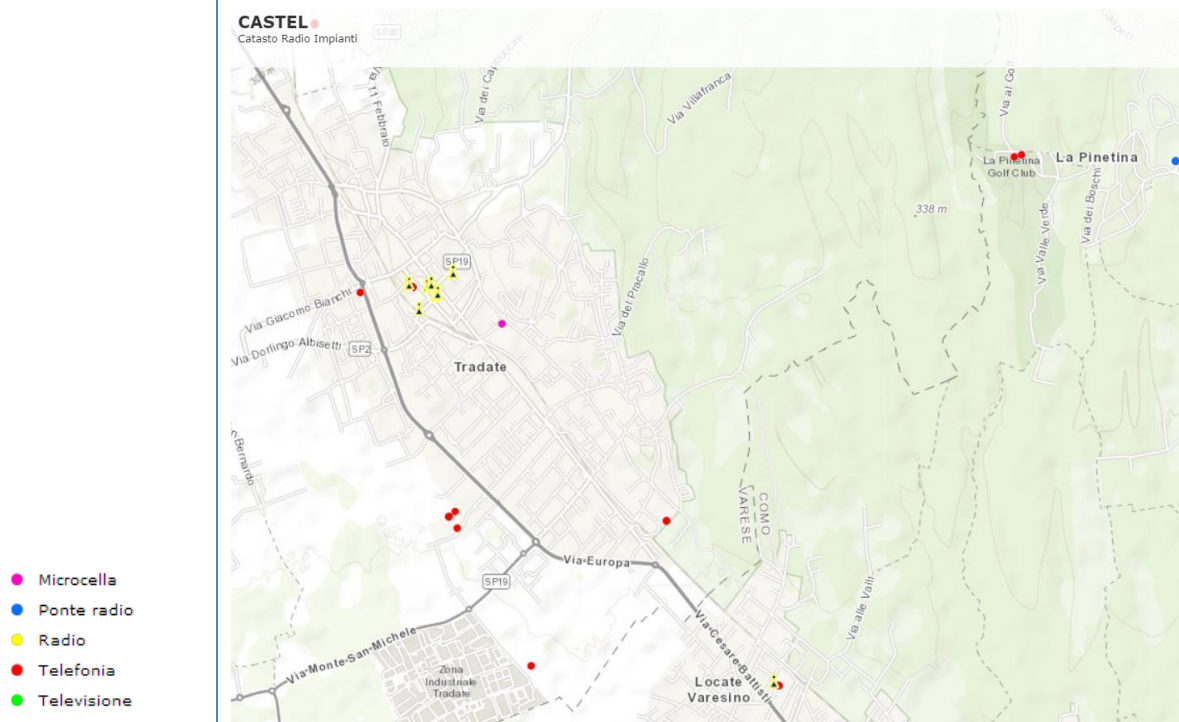 CASTEL
Catasto Radio Impianti
SP46
Via dei Cappuccini
Via Villafranca
Via al Golf
La Pinetina
Golf Club
La Pinetina
338 m
Via dei Boschi
Via Valle Verde
SP19
Via del Pracallo
Via Giacomo Bianchi
Via Dorlingo Albisetti
SP2
Tradate
COMO
VARESE
Via Europa
SP19
Via alle Valli
Via Monte San Michele
Via Cesare Battisti
Zona
Industriale
Tradate
Locate
Varesino
Microcella
Ponte radio
Radio
Telefonia
Televisione